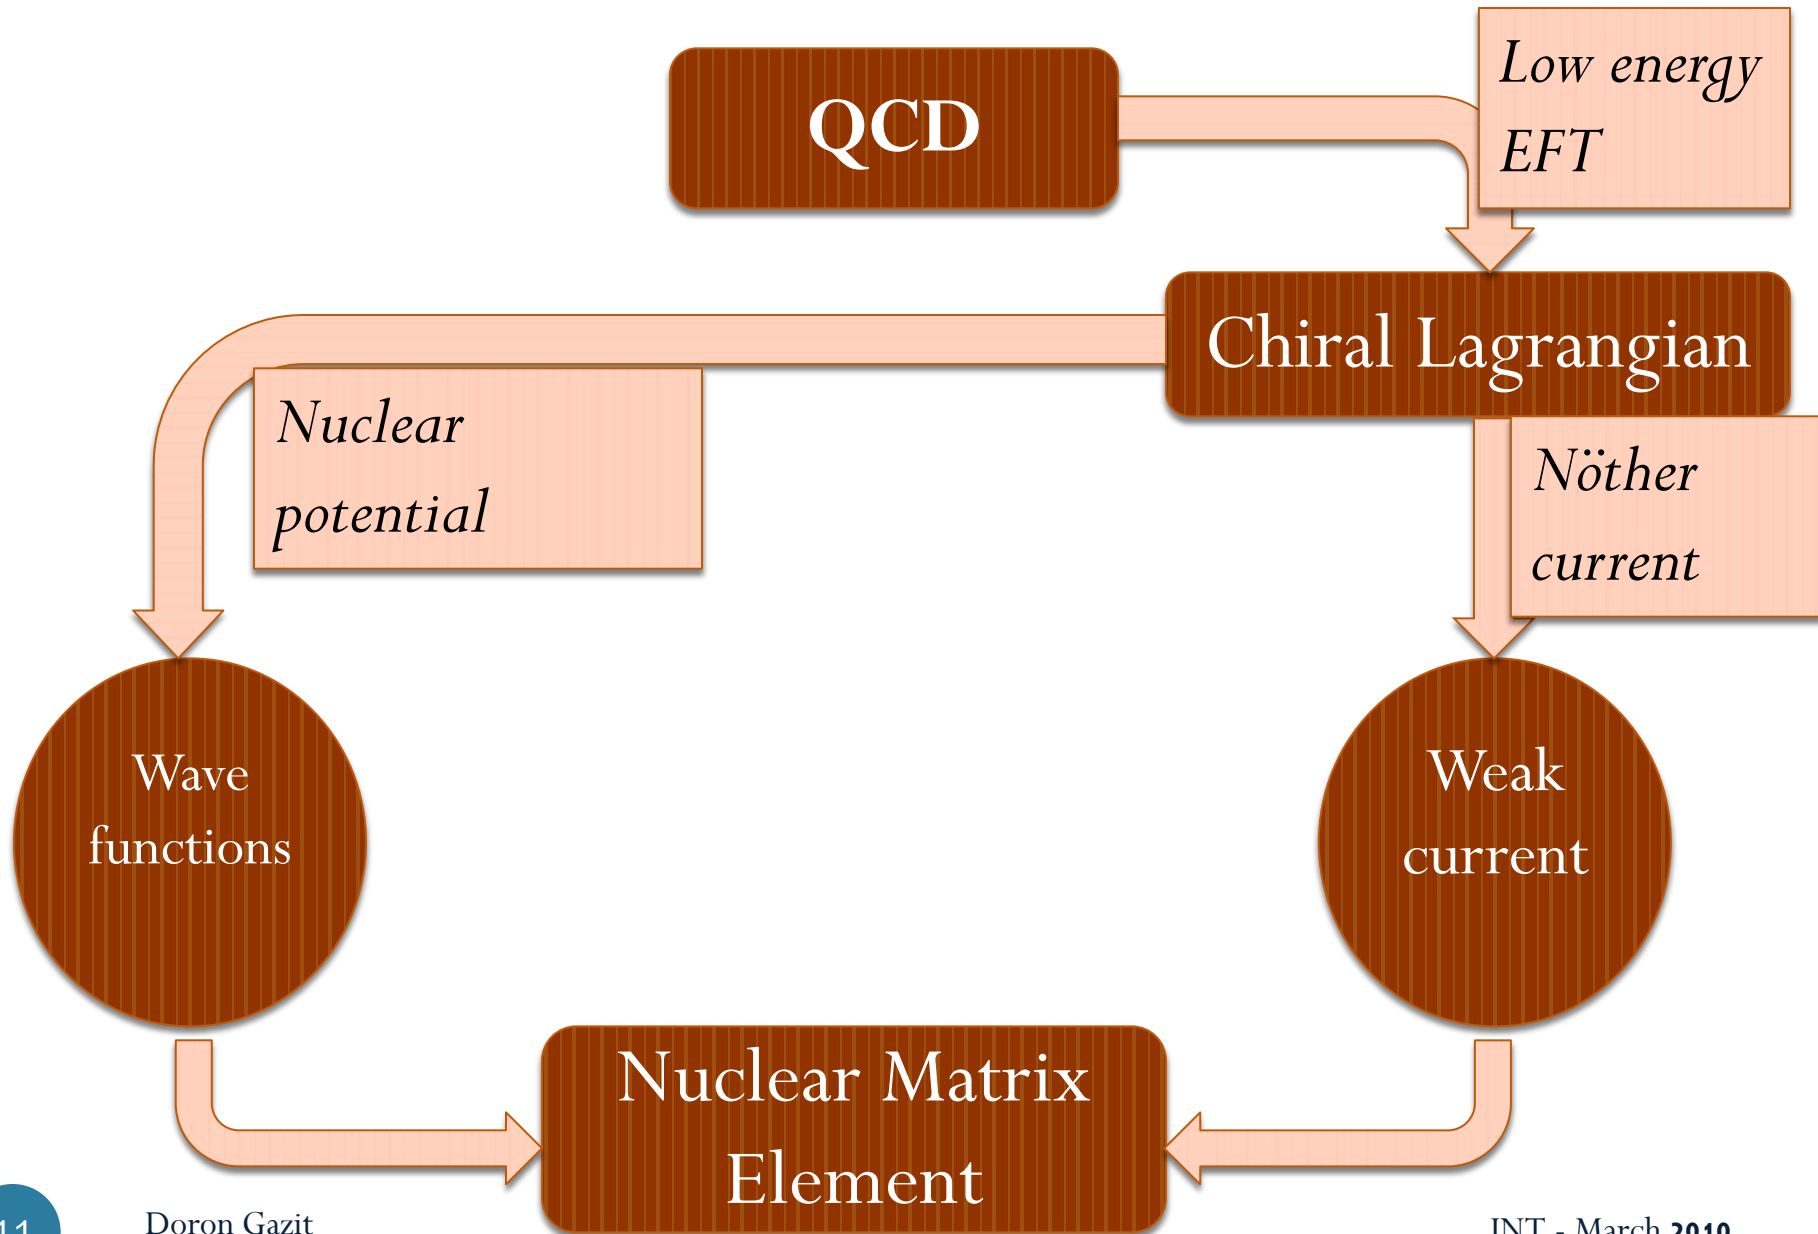 QCD
Low energy
EFT
Chiral Lagrangian
Nuclear
potential
Nöther
current
Wave
functions
Weak
current
Nuclear Matrix
Element
11
Doron Gazit
INT - March 2010